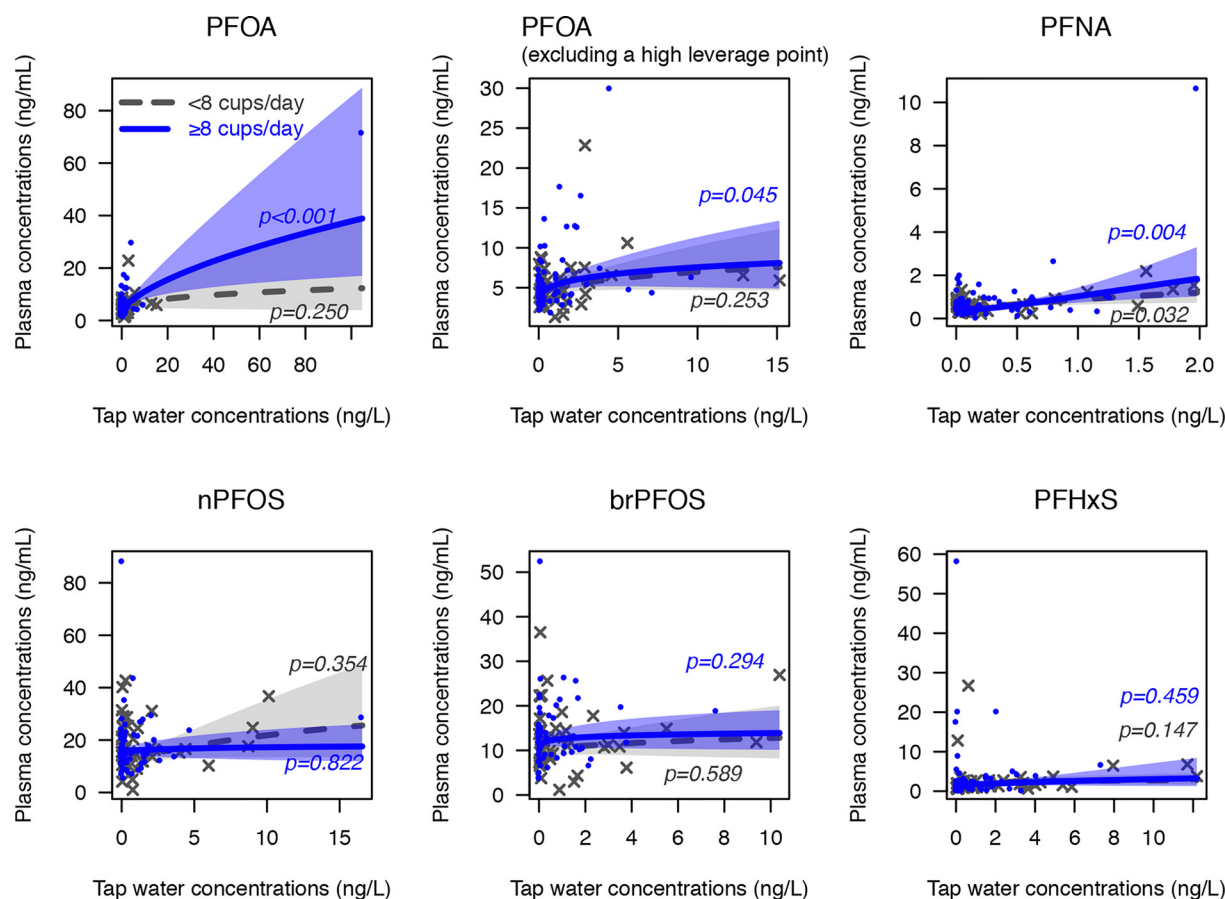 PFOA
Plasma concentrations (ng/mL)
80
60
40
20
0
<8 cups/day
≥8 cups/day
p<0.001
p=0.250
0 20 40 60 80
Tap water concentrations (ng/L)
PFOA
(excluding a high leverage point)
Plasma concentrations (ng/mL)
30
25
20
15
10
5
0
p=0.045
p=0.253
0 5 10 15
Tap water concentrations (ng/L)
PFNA
Plasma concentrations (ng/mL)
10
8
6
4
2
0
p=0.004
p=0.032
0.0 0.5 1.0 1.5 2.0
Tap water concentrations (ng/L)
nPFOS
Plasma concentrations (ng/mL)
80
60
40
20
0
p=0.354
p=0.822
0 5 10 15
Tap water concentrations (ng/L)
brPFOS
Plasma concentrations (ng/mL)
50
40
30
20
10
0
p=0.294
p=0.589
0 2 4 6 8 10
Tap water concentrations (ng/L)
PFHxS
Plasma concentrations (ng/mL)
60
50
40
30
20
10
0
p=0.459
p=0.147
0 2 4 6 8 10
Tap water concentrations (ng/L)